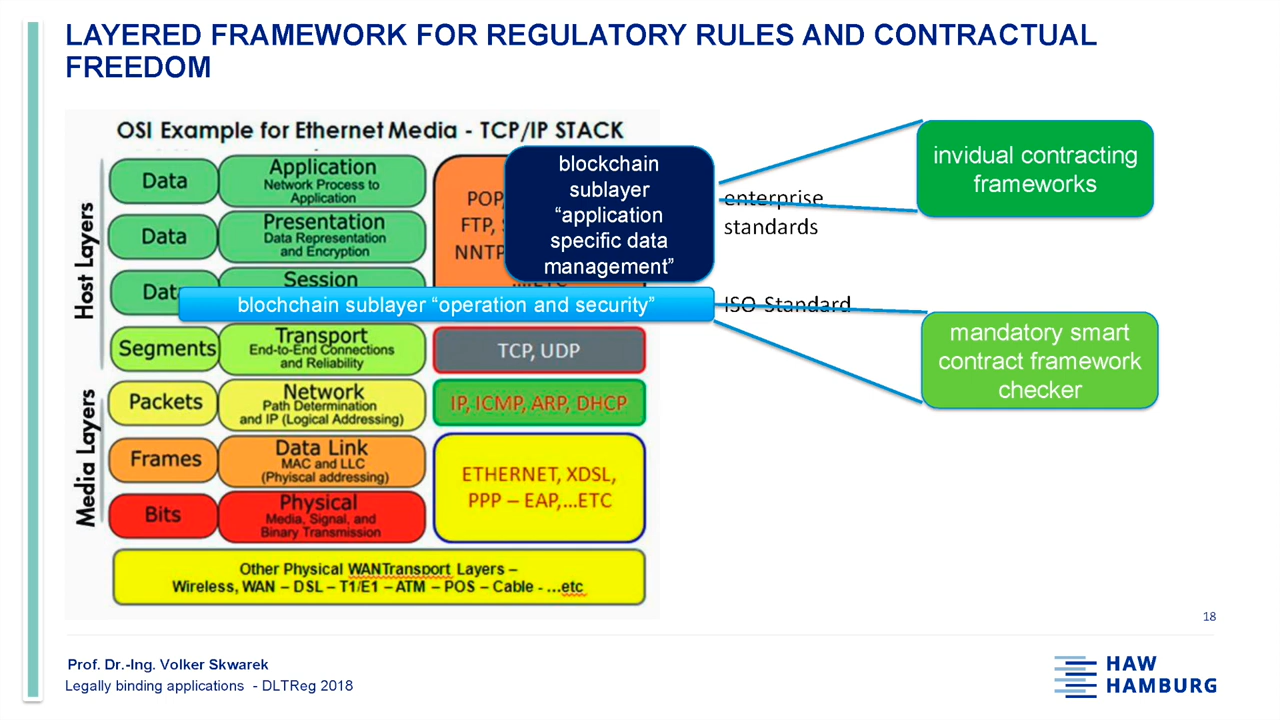 LAYERED FRAMEWORK FOR REGULATORY RULES AND CONTRACTUAL
FREEDOM
OSI Example for Ethernet Media - TCP/IP STACK
Host Layers
Media Layers
Data
Application
Network Process to
Application
Data
Presentation
Data Representation
and Encryption
Session
Segments
Transport
End-to-End Connections
and Reliability
Packets
Network
Path Determination
and IP (Logical Addressing)
Frames
Data Link
MAC and LLC
(Phyiscal addressing)
Bits
Physical
Media, Signal, and
Binary Transmission
POP,
FTP,
NNTP
TCP, UDP
IP, ICMP, ARP, DHCP
ETHERNET, XDSL,
PPP – EAP,...ETC
Other Physical WANTransport Layers –
Wireless, WAN – DSL – T1/E1 – ATM – POS – Cable - ...etc
blockchain
sublayer
“application
specific data
management”
blochchain sublayer “operation and security”
enterprise
standards
ISO-Standard
invidual contracting
frameworks
mandatory smart
contract framework
checker
18
Prof. Dr.-Ing. Volker Skwarek
Legally binding applications - DLTReg 2018
HAW
HAMBURG